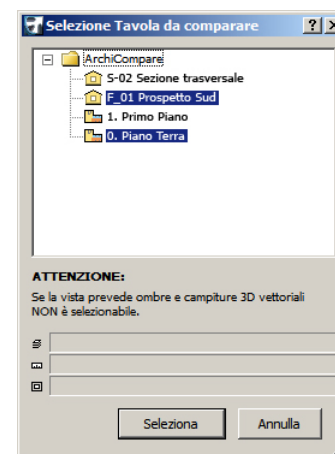 Selezione Tavola da comparare
ArchiCompare
S-02 Sezione trasversale
F_01 Prospetto Sud
1. Primo Piano
0. Piano Terra
ATTENZIONE:
Se la vista prevede ombre e campiture 3D vettoriali
NON è selezionabile.
Seleziona Annulla